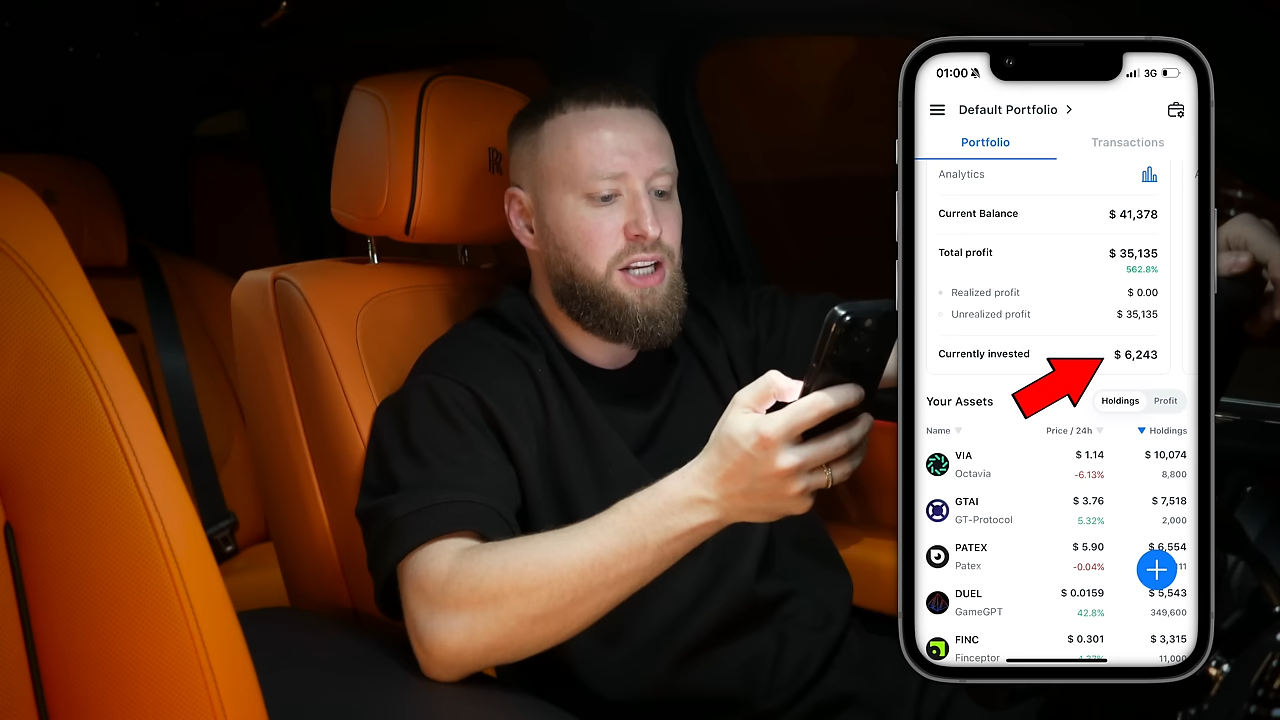 RR
01:00 3G
Default Portfolio
Portfolio Transactions
Analytics
Current Balance $ 41,378
Total profit $ 35,135
562.8%
Realized profit $ 0.00
Unrealized profit $ 35,135
Currently invested $ 6,243
Your Assets Holdings Profit
Name Price / 24h Holdings
VIA $ 1.14 $ 10,074
Octavia -6.13% 8,800
GTAI $ 3.76 $ 7,518
GT-Protocol 5.32% 2,000
PATEX $ 5.90 $ 6,554
Patex -0.04% 11
DUEL $ 0.0159 $ 5,543
GameGPT 42.8% 349,600
FINC $ 0.301 $ 3,315
Finceptor 11,000